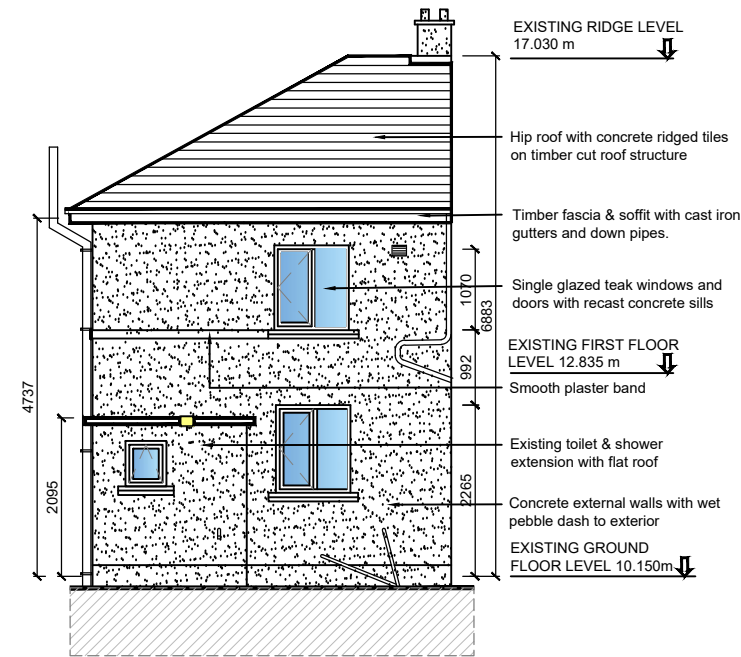 EXISTING RIDGE LEVEL
17.030 m
Hip roof with concrete ridged tiles
on timber cut roof structure
Timber fascia & soffit with cast iron
gutters and down pipes.
Single glazed teak windows and
doors with recast concrete sills
1070
6883
EXISTING FIRST FLOOR
LEVEL 12.835 m
992
Smooth plaster band
4737
Existing toilet & shower
extension with flat roof
2095
2265
Concrete external walls with wet
pebble dash to exterior
EXISTING GROUND
FLOOR LEVEL 10.150m